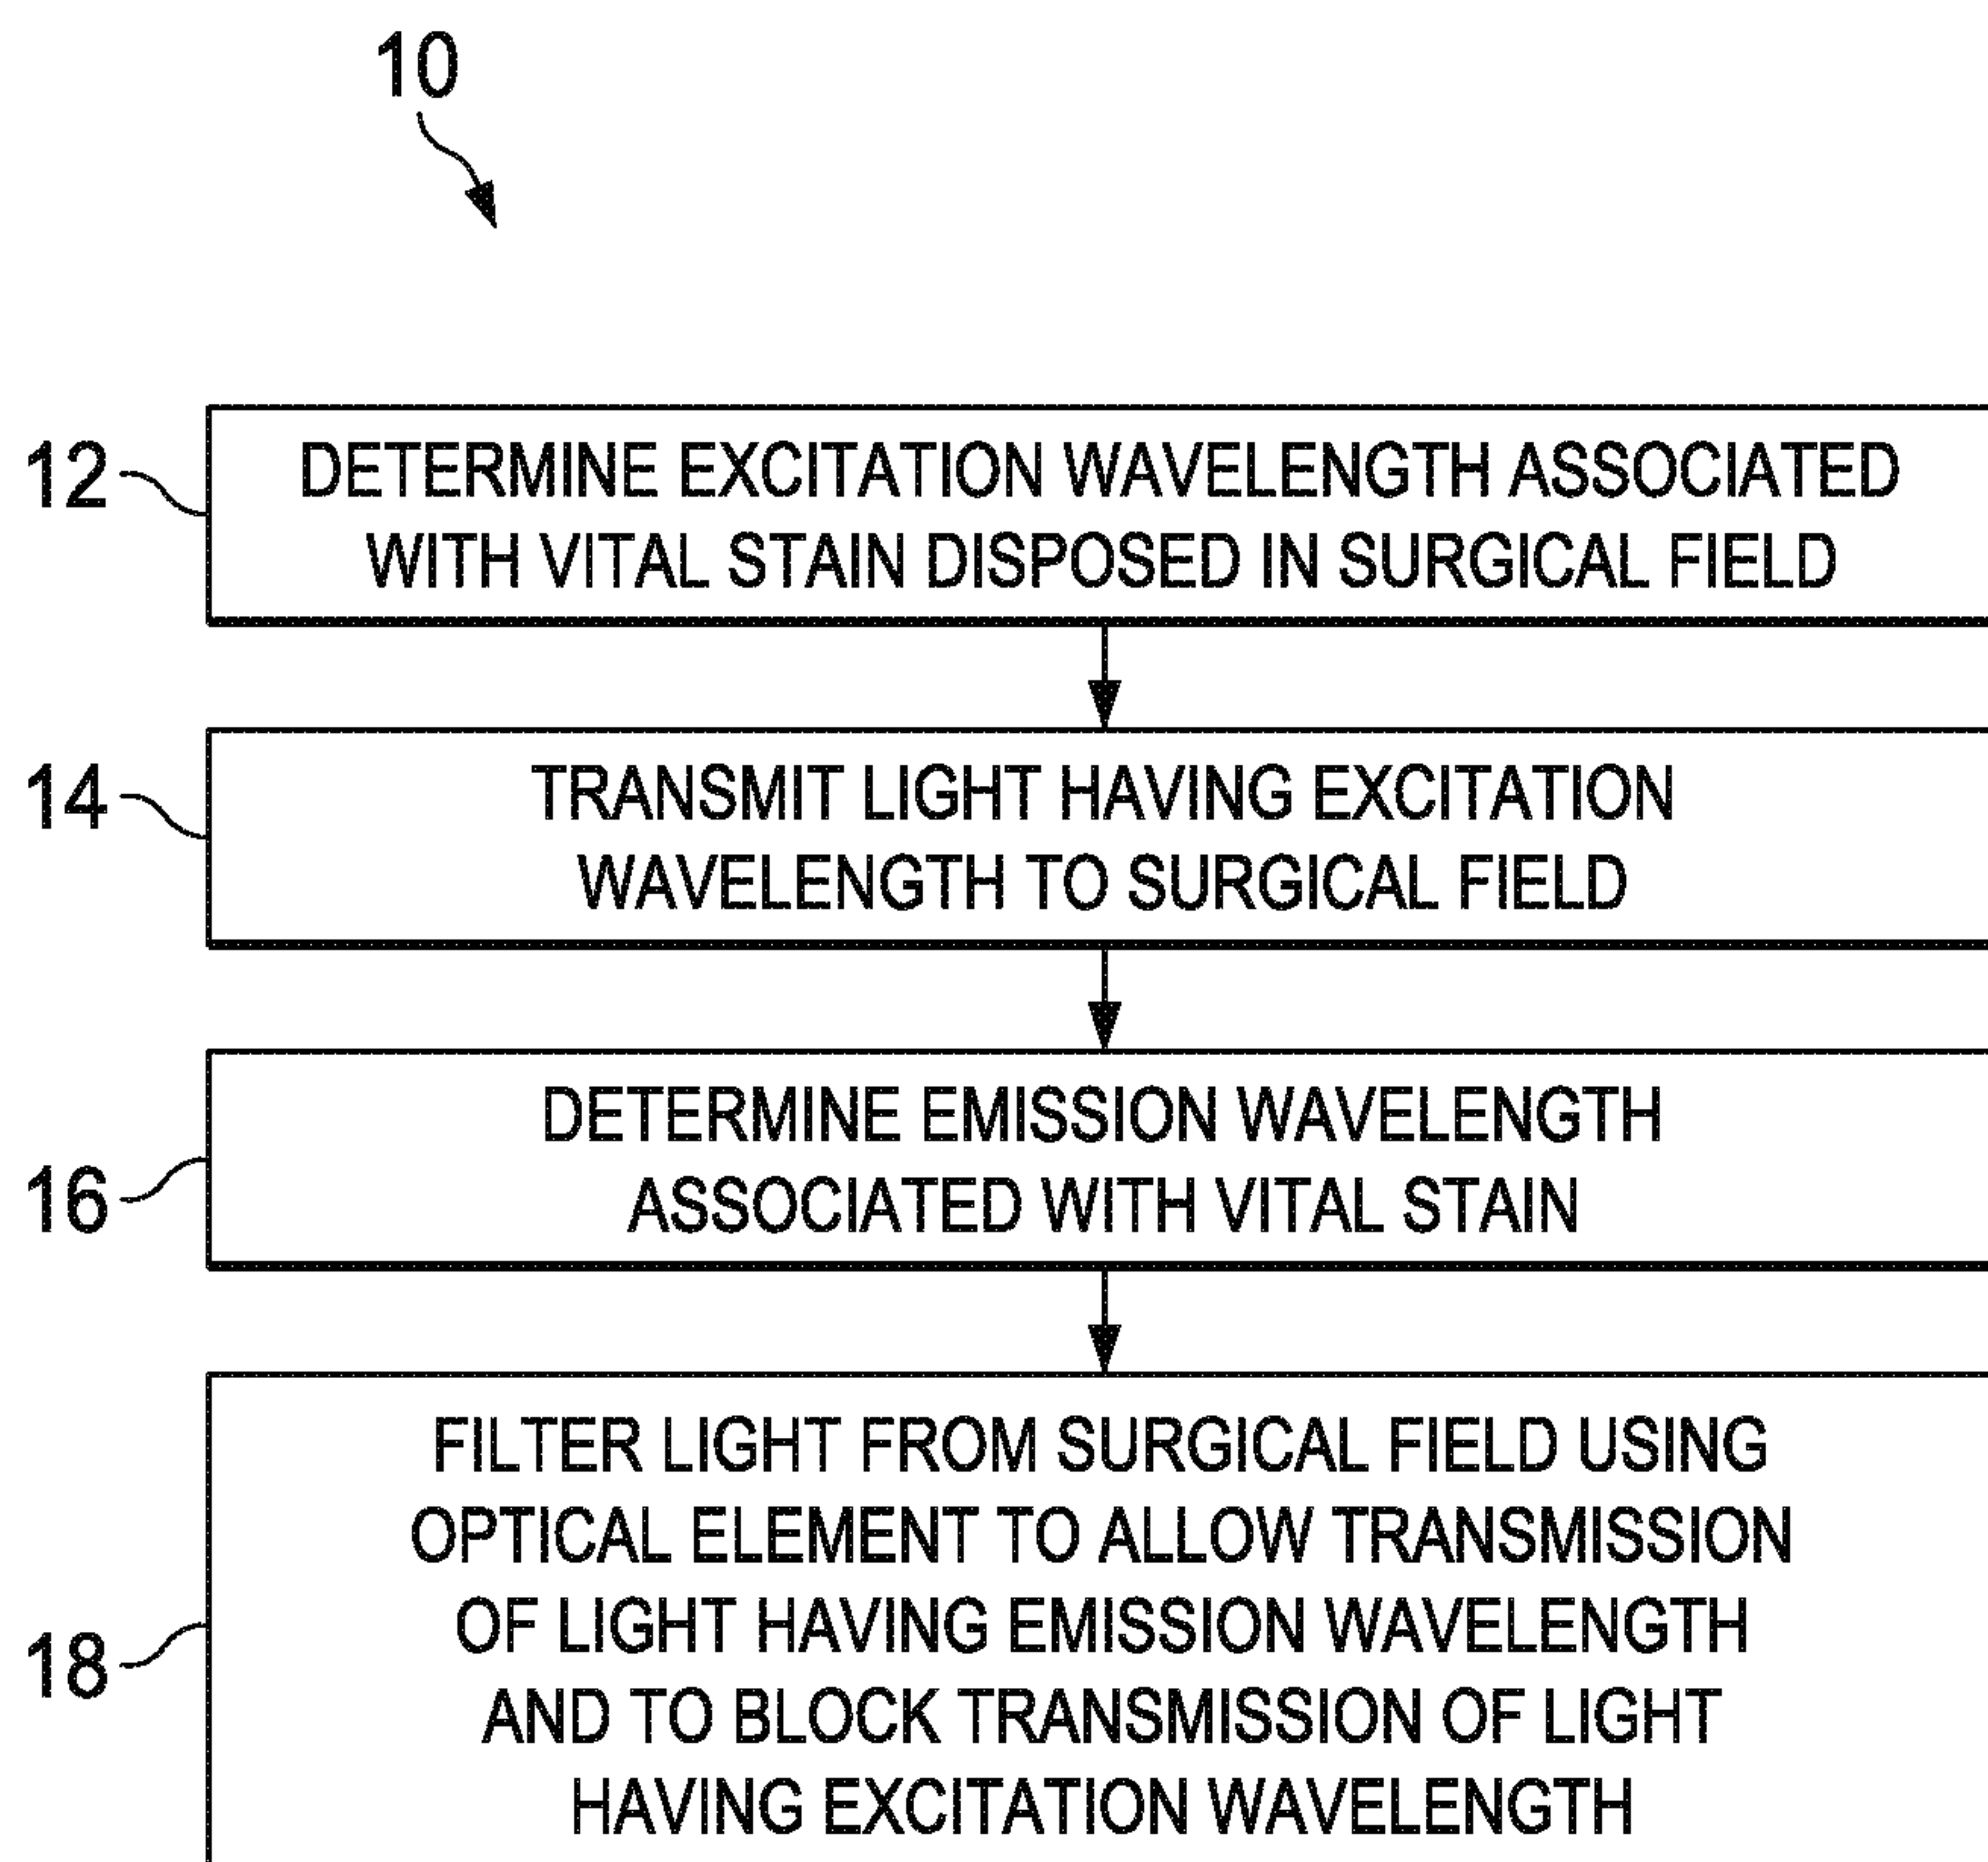 10
12
DETERMINE EXCITATION WAVELENGTH ASSOCIATED
WITH VITAL STAIN DISPOSED IN SURGICAL FIELD
14
TRANSMIT LIGHT HAVING EXCITATION
WAVELENGTH TO SURGICAL FIELD
16
DETERMINE EMISSION WAVELENGTH
ASSOCIATED WITH VITAL STAIN
18
FILTER LIGHT FROM SURGICAL FIELD USING
OPTICAL ELEMENT TO ALLOW TRANSMISSION
OF LIGHT HAVING EMISSION WAVELENGTH
AND TO BLOCK TRANSMISSION OF LIGHT
HAVING EXCITATION WAVELENGTH